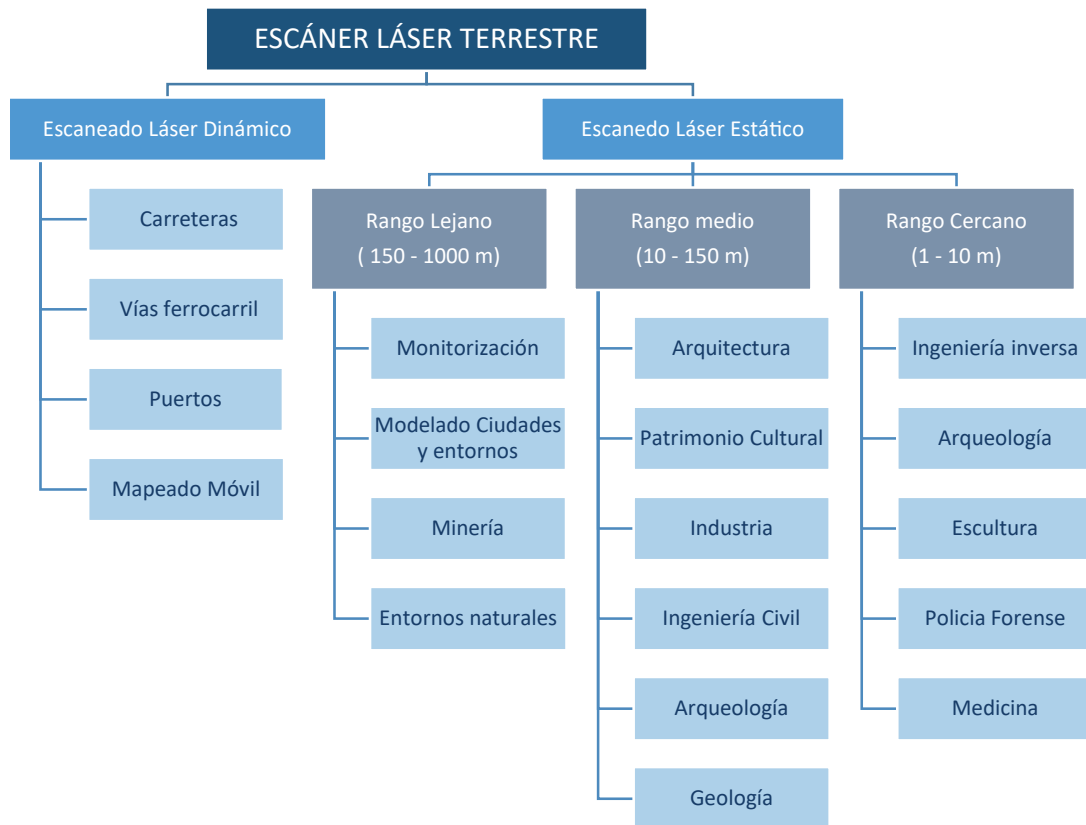 ESCÁNER LÁSER TERRESTRE
Escaneado Láser Dinámico
Carreteras
Vías ferrocarril
Puertos
Mapeado Móvil
Escanedo Láser Estático
Rango Lejano
( 150 - 1000 m)
Monitorización
Modelado Ciudades
y entornos
Minería
Entornos naturales
Rango medio
(10 - 150 m)
Arquitectura
Patrimonio Cultural
Industria
Ingeniería Civil
Arqueología
Geología
Rango Cercano
(1 - 10 m)
Ingeniería inversa
Arqueología
Escultura
Policia Forense
Medicina